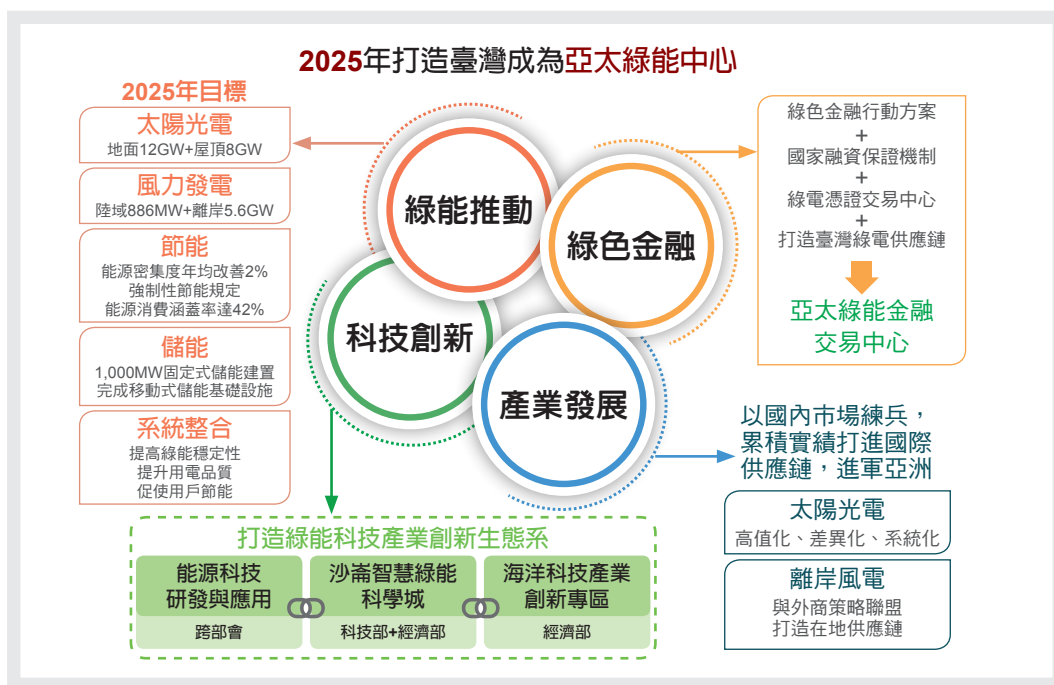 2025年打造臺灣成為亞太綠能中心
2025年目標
太陽光電
地面12GW+屋頂8GW
風力發電
陸域886MW+離岸5.6GW
節能
能源密集度年均改善2%
強制性節能規定
能源消費涵蓋率達42%
儲能
1,000MW固定式儲能建置
完成移動式儲能基礎設施
系統整合
提高綠能穩定性
提升用電品質
促使用戶節能
綠能推動
綠色金融
科技創新
產業發展
綠色金融行動方案
+
國家融資保證機制
+
綠電憑證交易中心
+
打造臺灣綠電供應鏈
亞太綠能金融
交易中心
以國內市場練兵，
累積實績打進國際
供應鏈，進軍亞洲
太陽光電
高值化、差異化、系統化
離岸風電
與外商策略聯盟
打造在地供應鏈
打造綠能科技產業創新生態系
能源科技
研發與應用
跨部會
沙崙智慧綠能
科學城
科技部+經濟部
海洋科技產業
創新專區
經濟部